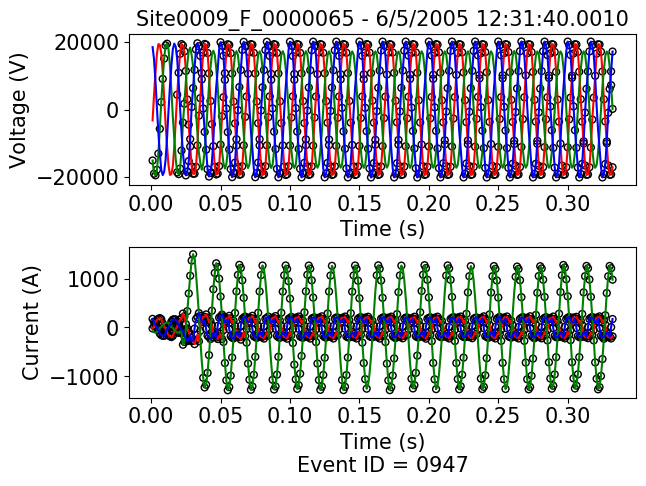 Site0009_F_0000065 - 6/5/2005 12:31:40.0010
Voltage (V)
20000
0
−20000
0.00 0.05 0.10 0.15 0.20 0.25 0.30
Time (s)
Current (A)
1000
0
−1000
0.00 0.05 0.10 0.15 0.20 0.25 0.30
Time (s)
Event ID = 0947